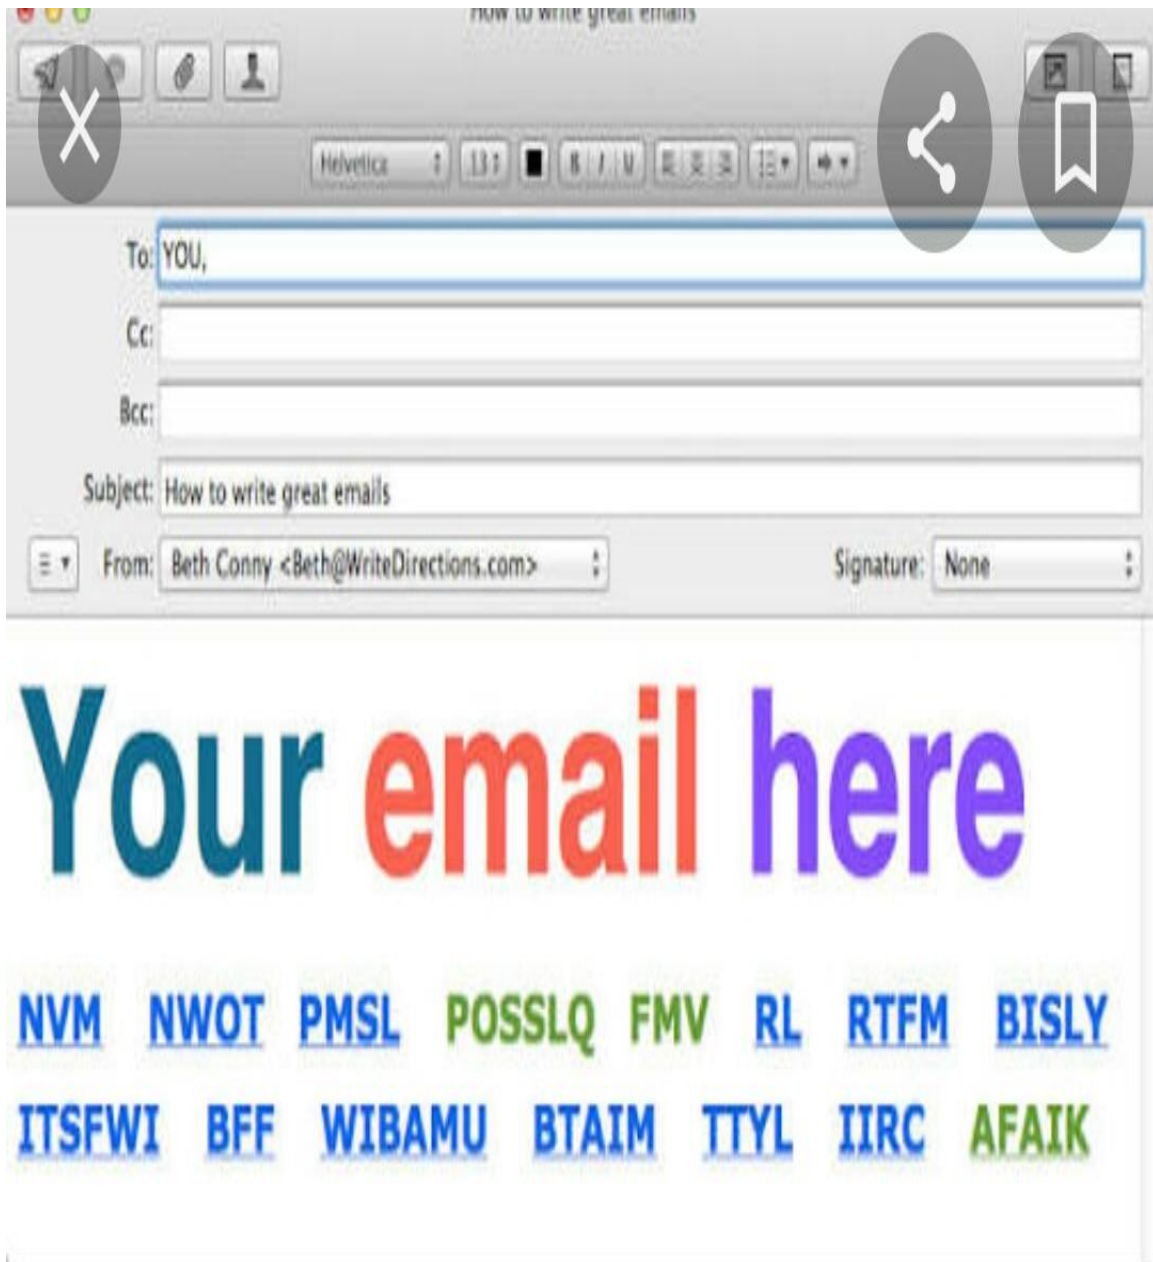 How to write great emails
Helvetica 13 B I U
To: YOU,
Cc:
Bcc:
Subject: How to write great emails
From: Beth Conny <Beth@WriteDirections.com> Signature: None
Your email here
NVM NWOT PMSL POSSLQ FMV RL RTFM BISLY
ITSFWI BFF WIBAMU BTAIM TTYL IIRC AFAIK